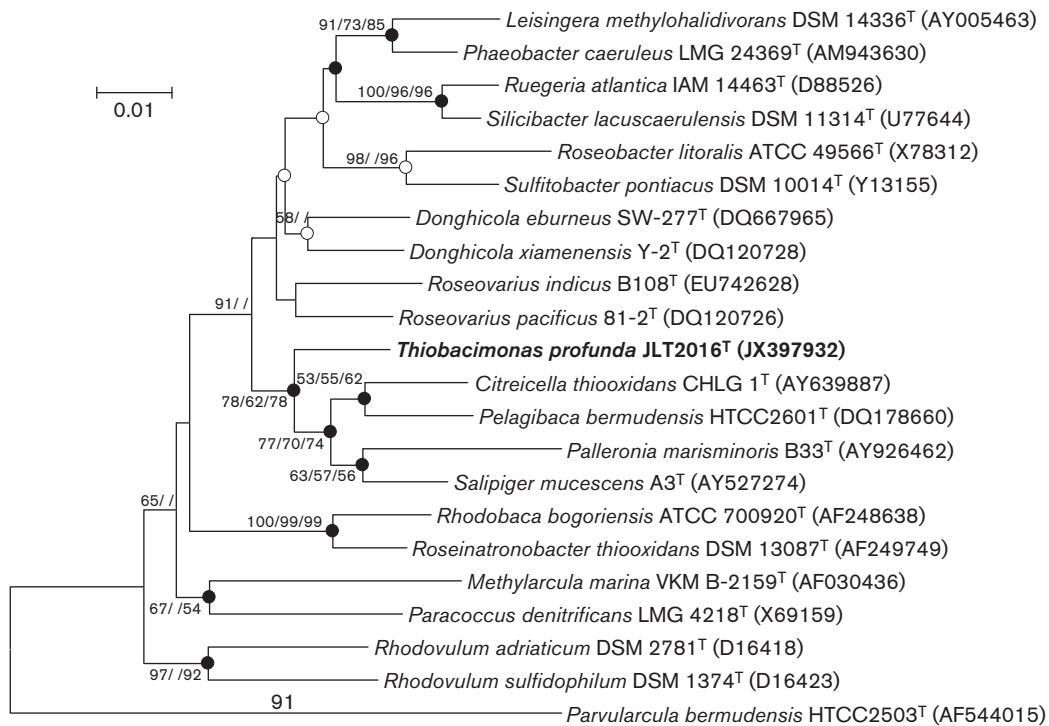 91/73/85
Leisingera methylohalidivorans DSM 14336ᵀ (AY005463)
Phaeobacter caeruleus LMG 24369ᵀ (AM943630)
0.01
100/96/96
Ruegeria atlantica IAM 14463ᵀ (D88526)
Silicibacter lacuscaerulensis DSM 11314ᵀ (U77644)
98/ /96
Roseobacter litoralis ATCC 49566ᵀ (X78312)
Sulfitobacter pontiacus DSM 10014ᵀ (Y13155)
58/ /
Donghicola eburneus SW-277ᵀ (DQ667965)
Donghicola xiamenensis Y-2ᵀ (DQ120728)
Roseovarius indicus B108ᵀ (EU742628)
91/ /
Roseovarius pacificus 81-2ᵀ (DQ120726)
Thiobacimonas profunda JLT2016ᵀ (JX397932)
53/55/62
Citreicella thiooxidans CHLG 1ᵀ (AY639887)
78/62/78
Pelagibaca bermudensis HTCC2601ᵀ (DQ178660)
77/70/74
Palleronia marisminoris B33ᵀ (AY926462)
63/57/56
Salipiger mucescens A3ᵀ (AY527274)
65/ /
100/99/99
Rhodobaca bogoriensis ATCC 700920ᵀ (AF248638)
Roseinatronobacter thiooxidans DSM 13087ᵀ (AF249749)
Methylarcula marina VKM B-2159ᵀ (AF030436)
67/ /54
Paracoccus denitrificans LMG 4218ᵀ (X69159)
Rhodovulum adriaticum DSM 2781ᵀ (D16418)
97/ /92
Rhodovulum sulfidophilum DSM 1374ᵀ (D16423)
91
Parvularcula bermudensis HTCC2503ᵀ (AF544015)